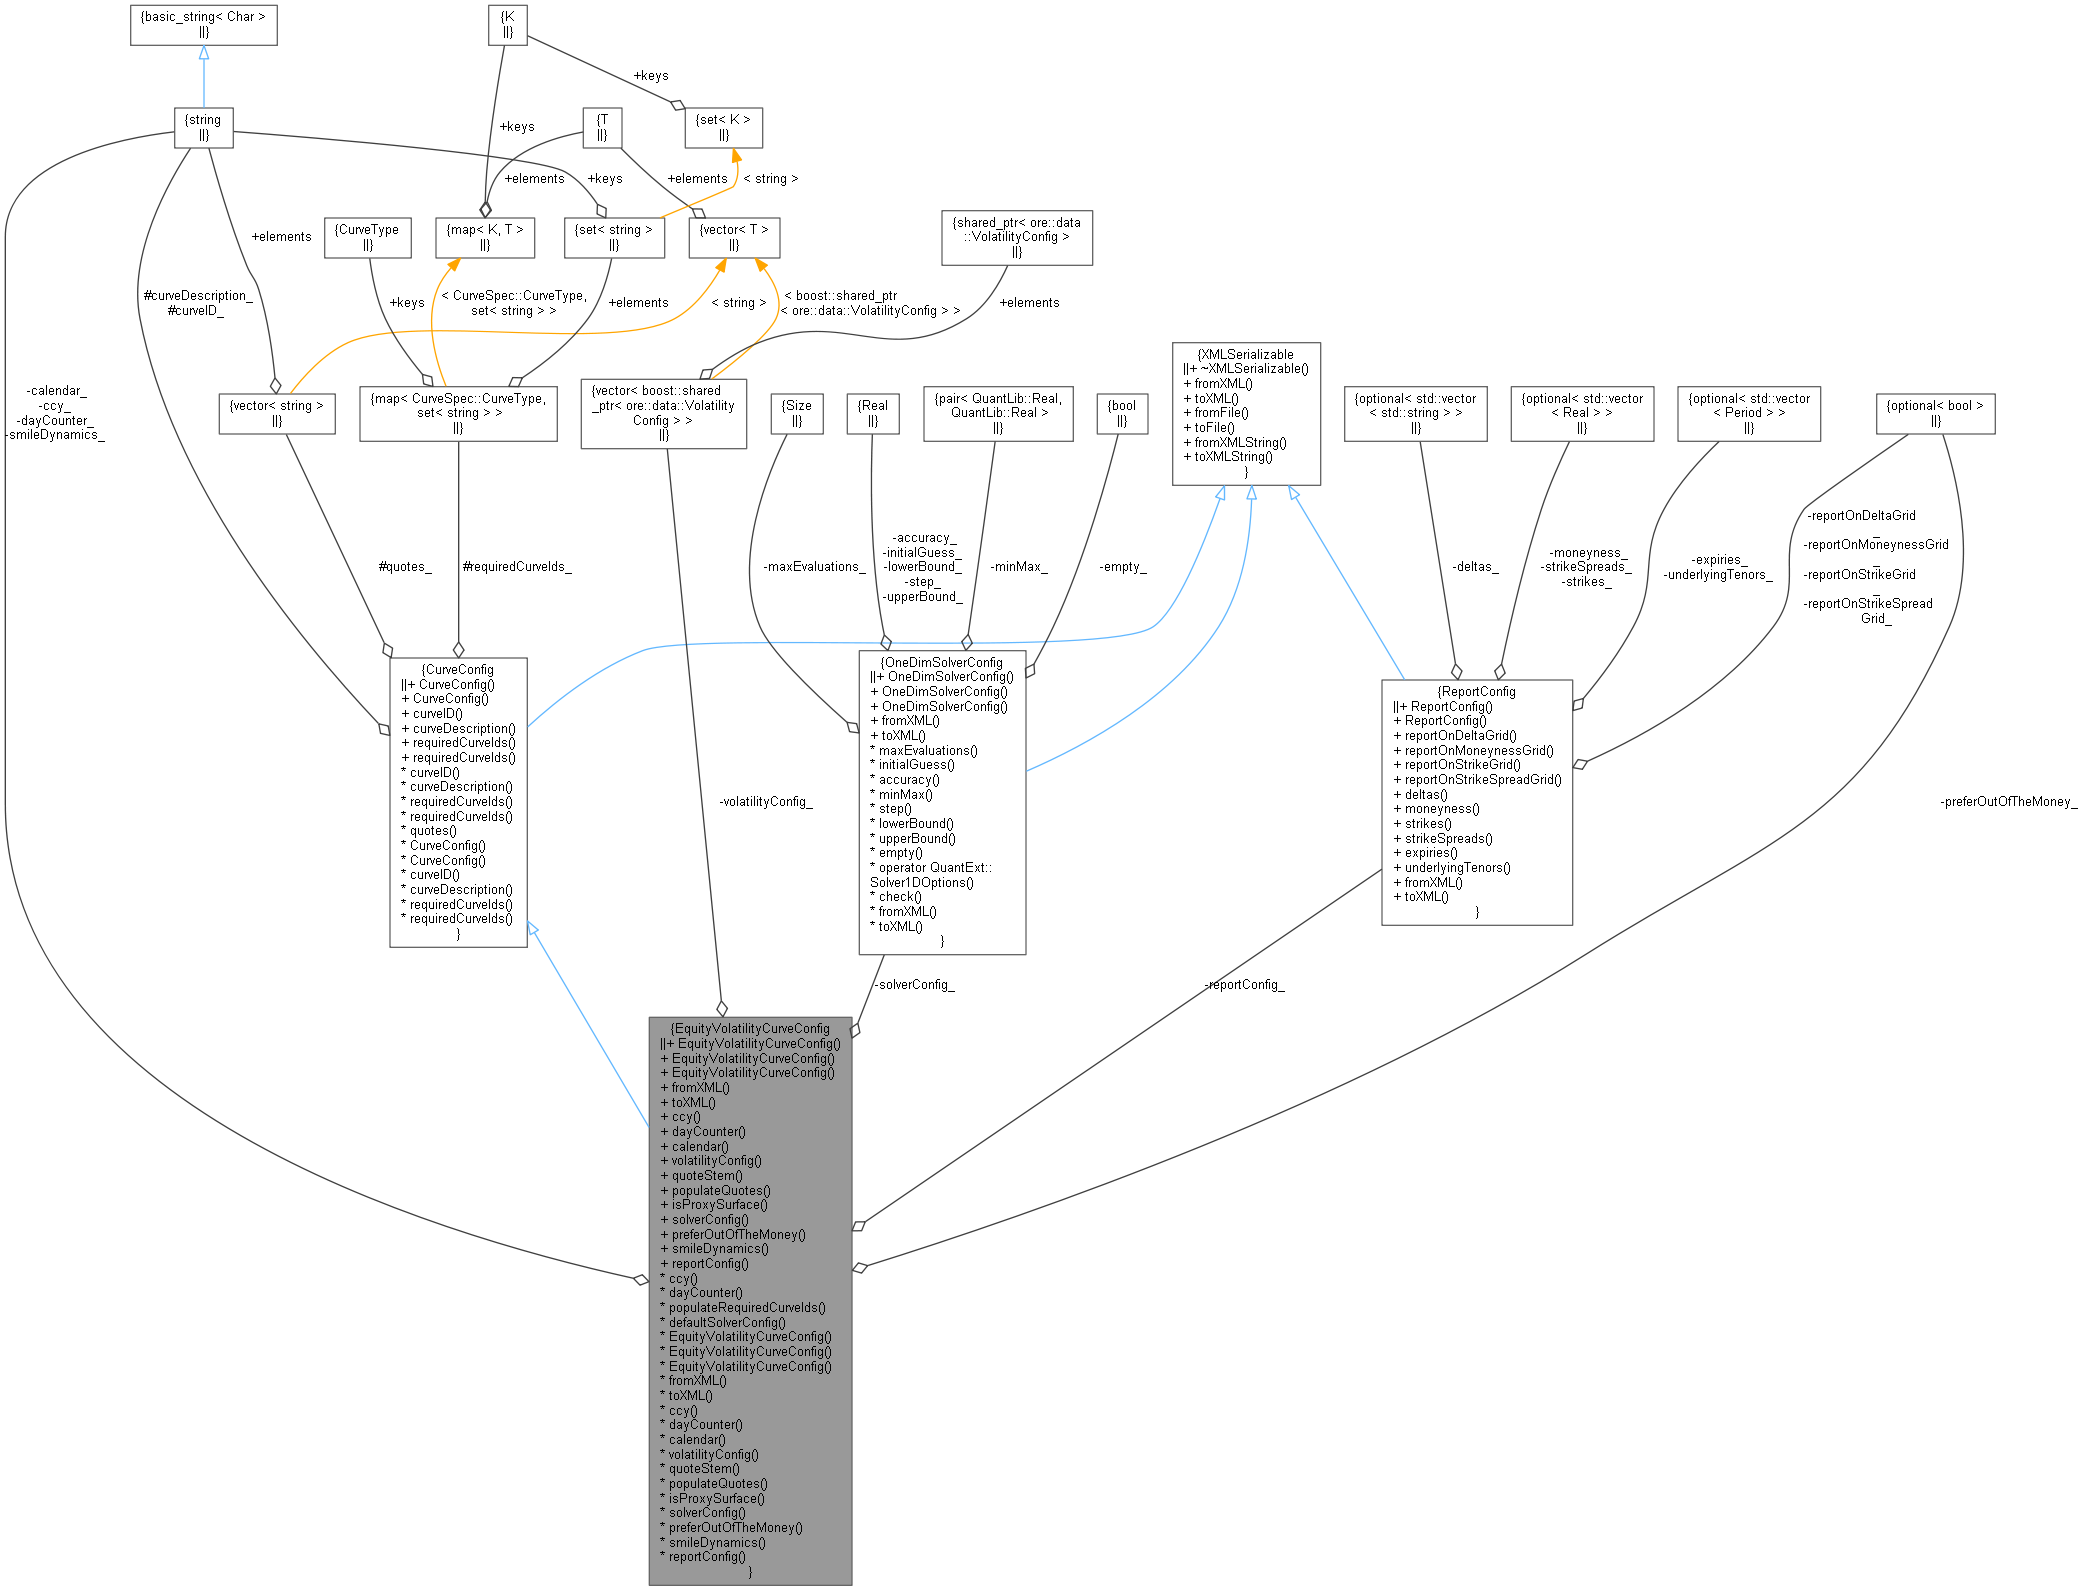 {basic_string< Char >
||}
{K
||}
+keys
{string
||}
+keys
{T
||}
{set< K >
||}
+elements
+keys
+elements
< string >
+elements
{CurveType
||}
{map< K, T >
||}
{set< string >
||}
{vector< T >
||}
{shared_ptr< ore::data
::VolatilityConfig >
||}
#curveDescription_
#curveID_
+keys
< CurveSpec::CurveType,
set< string > >
+elements
< string >
< boost::shared_ptr
< ore::data::VolatilityConfig > >
+elements
-calendar_
-ccy_
-dayCounter_
-smileDynamics_
{vector< string >
||}
{map< CurveSpec::CurveType,
set< string > >
||}
{vector< boost::shared
_ptr< ore::data::Volatility
Config > >
||}
{Size
||}
{Real
||}
{pair< QuantLib::Real,
QuantLib::Real >
||}
{bool
||}
{XMLSerializable
||+ ~XMLSerializable()
+ fromXML()
+ toXML()
+ fromFile()
+ toFile()
+ fromXMLString()
+ toXMLString()
}
{optional< std::vector
< std::string > >
||}
{optional< std::vector
< Real > >
||}
{optional< std::vector
< Period > >
||}
{optional< bool >
||}
#quotes_
#requiredCurveIds_
-maxEvaluations_
-accuracy_
-initialGuess_
-lowerBound_
-step_
-upperBound_
-minMax_
-empty_
-deltas_
-moneyness_
-strikeSpreads_
-strikes_
-expiries_
-underlyingTenors_
-reportOnDeltaGrid
_
-reportOnMoneynessGrid
_
-reportOnStrikeGrid
_
-reportOnStrikeSpread
Grid_
{CurveConfig
||+ CurveConfig()
+ CurveConfig()
+ curveID()
+ curveDescription()
+ requiredCurveIds()
+ requiredCurveIds()
* curveID()
* curveDescription()
* requiredCurveIds()
* requiredCurveIds()
* quotes()
* CurveConfig()
* CurveConfig()
* curveID()
* curveDescription()
* requiredCurveIds()
* requiredCurveIds()
}
-volatilityConfig_
{OneDimSolverConfig
||+ OneDimSolverConfig()
+ OneDimSolverConfig()
+ OneDimSolverConfig()
+ fromXML()
+ toXML()
* maxEvaluations()
* initialGuess()
* accuracy()
* minMax()
* step()
* lowerBound()
* upperBound()
* empty()
* operator QuantExt::
Solver1DOptions()
* check()
* fromXML()
* toXML()
}
{ReportConfig
||+ ReportConfig()
+ ReportConfig()
+ reportOnDeltaGrid()
+ reportOnMoneynessGrid()
+ reportOnStrikeGrid()
+ reportOnStrikeSpreadGrid()
+ deltas()
+ moneyness()
+ strikes()
+ strikeSpreads()
+ expiries()
+ underlyingTenors()
+ fromXML()
+ toXML()
}
-preferOutOfTheMoney_
-solverConfig_
-reportConfig_
{EquityVolatilityCurveConfig
||+ EquityVolatilityCurveConfig()
+ EquityVolatilityCurveConfig()
+ EquityVolatilityCurveConfig()
+ fromXML()
+ toXML()
+ ccy()
+ dayCounter()
+ calendar()
+ volatilityConfig()
+ quoteStem()
+ populateQuotes()
+ isProxySurface()
+ solverConfig()
+ preferOutOfTheMoney()
+ smileDynamics()
+ reportConfig()
* ccy()
* dayCounter()
* populateRequiredCurveIds()
* defaultSolverConfig()
* EquityVolatilityCurveConfig()
* EquityVolatilityCurveConfig()
* EquityVolatilityCurveConfig()
* fromXML()
* toXML()
* ccy()
* dayCounter()
* calendar()
* volatilityConfig()
* quoteStem()
* populateQuotes()
* isProxySurface()
* solverConfig()
* preferOutOfTheMoney()
* smileDynamics()
* reportConfig()
}